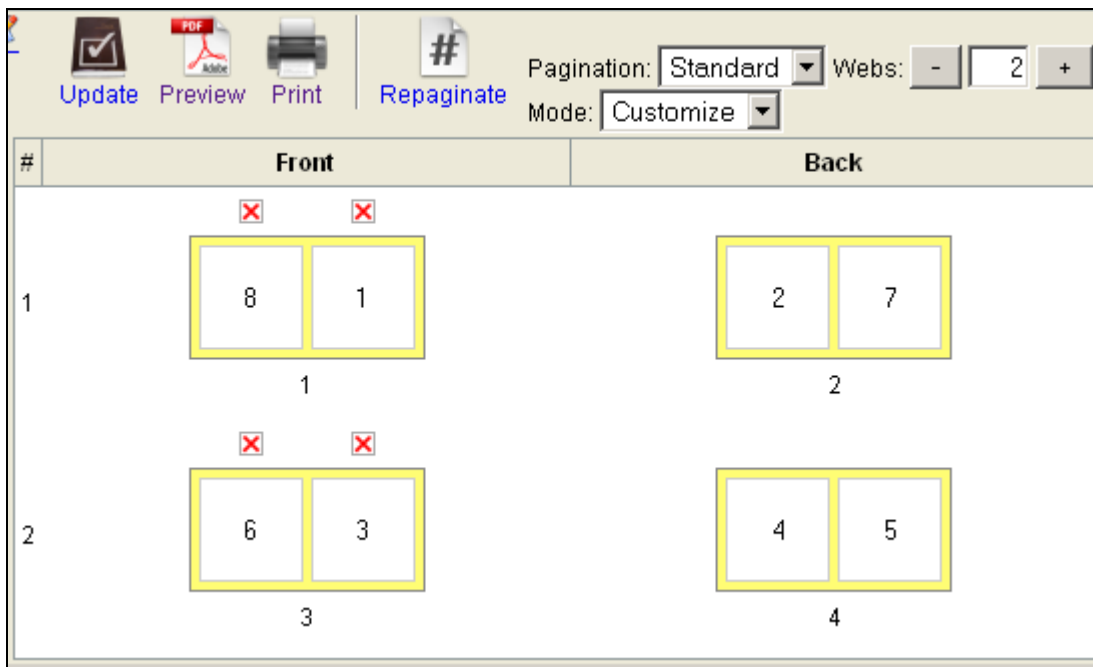 PDF
Adobe
#
Update Preview Print Repaginate
Pagination: Standard Webs: - 2 +
Mode: Customize
# Front Back
1 8 1 2 7
1 2
2 6 3 4 5
3 4